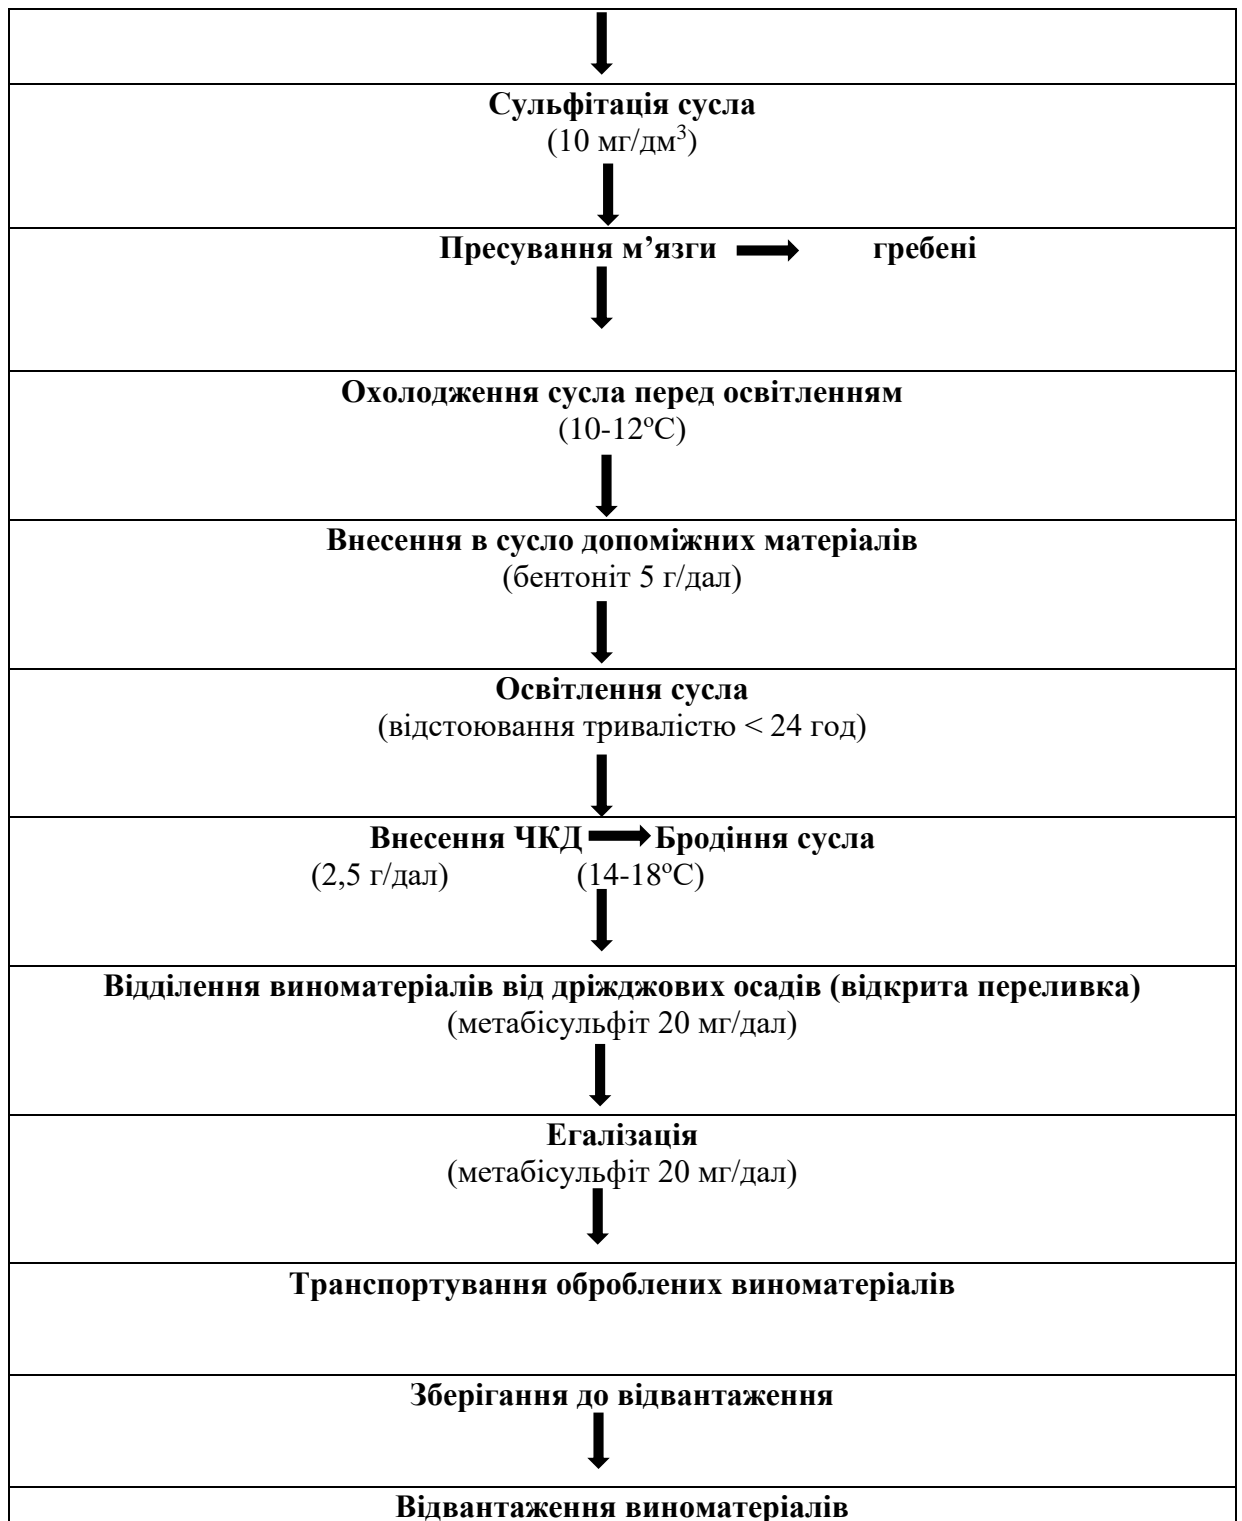 Сульфітація сусла
(10 мг/дм³)
Пресування м’язги гребені
Охолодження сусла перед освітленням
(10-12ºС)
Внесення в сусло допоміжних матеріалів
(бентоніт 5 г/дал)
Освітлення сусла
(відстоювання тривалістю < 24 год)
Внесення ЧКД Бродіння сусла
(2,5 г/дал) (14-18ºС)
Відділення виноматеріалів від дріжджових осадів (відкрита переливка)
(метабісульфіт 20 мг/дал)
Егалізація
(метабісульфіт 20 мг/дал)
Транспортування оброблених виноматеріалів
Зберігання до відвантаження
Відвантаження виноматеріалів